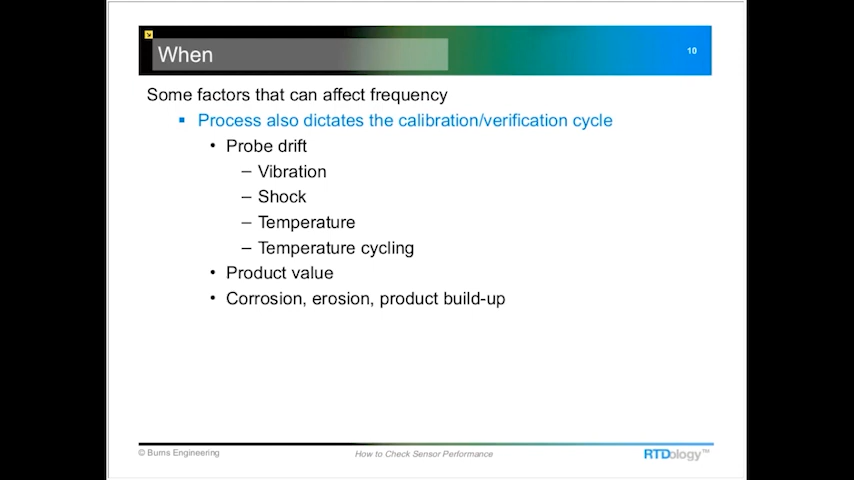 When
10
Some factors that can affect frequency
▪ Process also dictates the calibration/verification cycle
• Probe drift
– Vibration
– Shock
– Temperature
– Temperature cycling
• Product value
• Corrosion, erosion, product build-up
© Burns Engineering
How to Check Sensor Performance
RTDology™